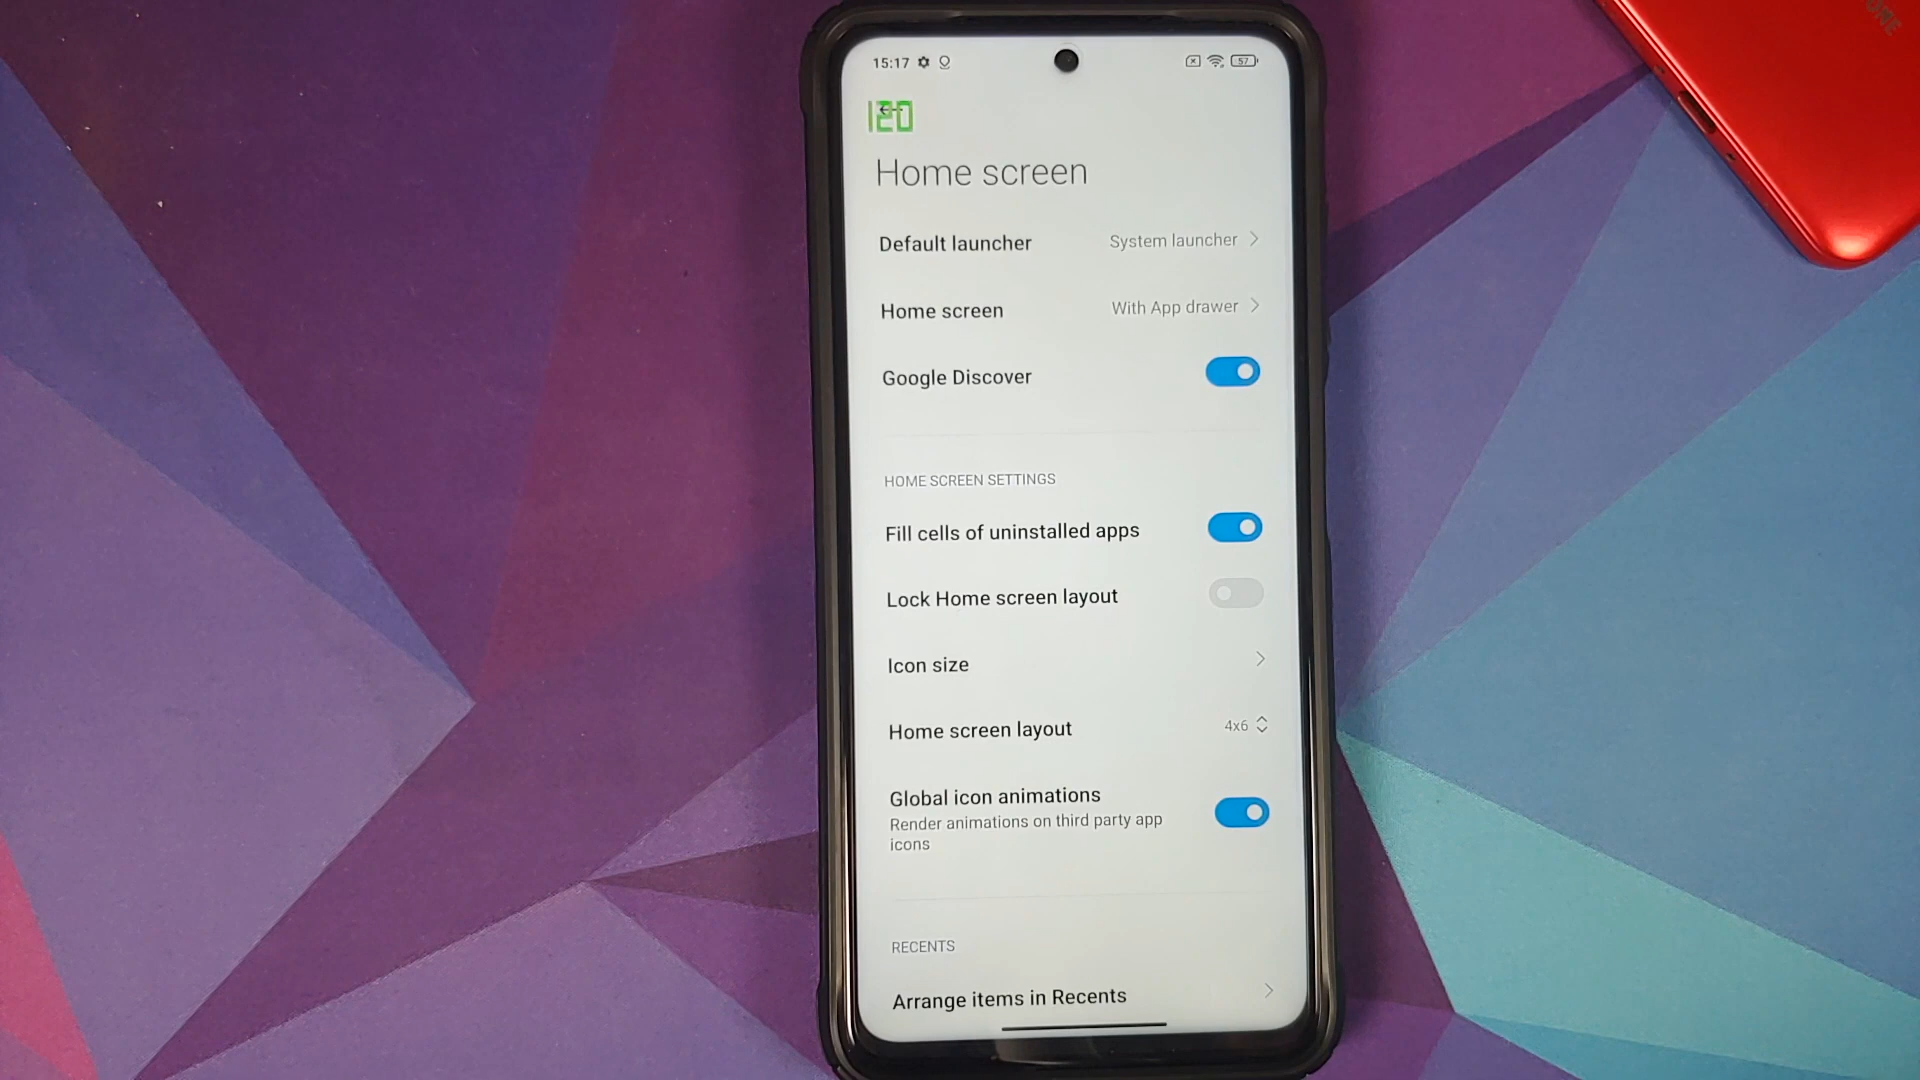 15:17
57
120
Home screen
Default launcher System launcher
Home screen With App drawer
Google Discover
HOME SCREEN SETTINGS
Fill cells of uninstalled apps
Lock Home screen layout
Icon size
Home screen layout 4x6
Global icon animations
Render animations on third party app
icons
RECENTS
Arrange items in Recents